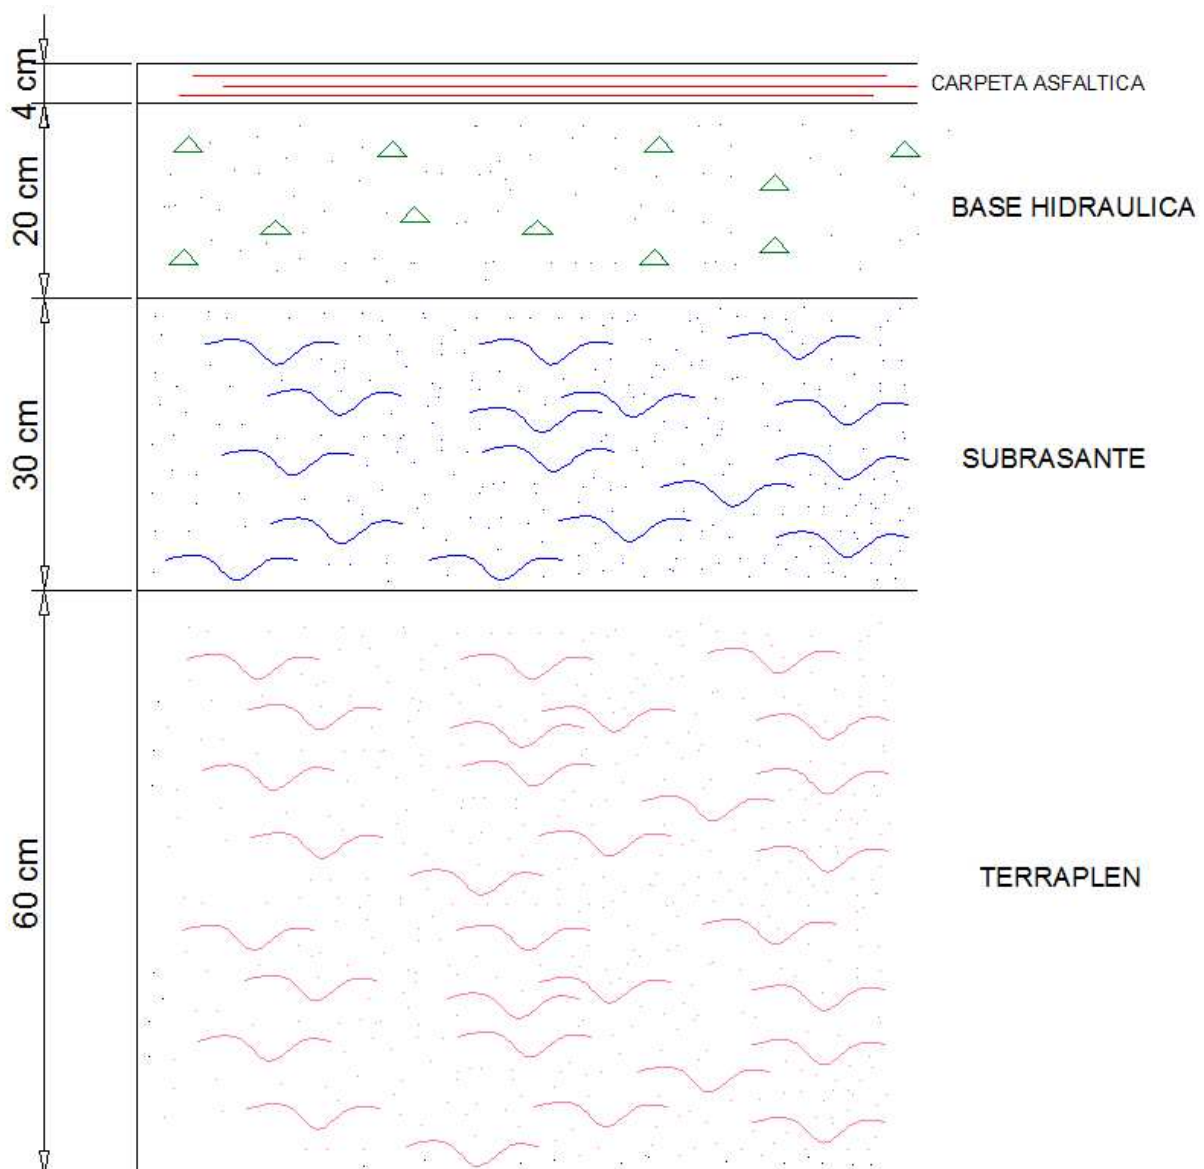 4 cm
CARPETA ASFALTICA
20 cm
BASE HIDRAULICA
30 cm
SUBRASANTE
60 cm
TERRAPLEN